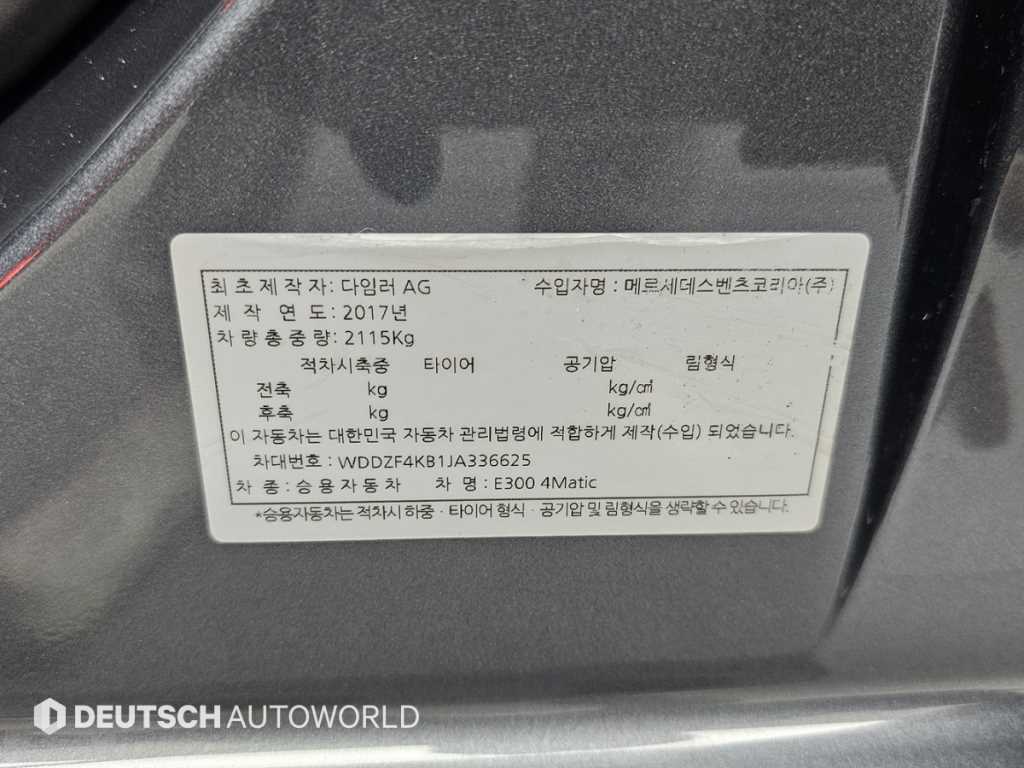 최초제작자: 다임러 AG 수입자명 : 메르세데스벤츠코리아(주)
제 작 연 도: 2017년
차량총중량: 2115Kg
적차시축중 타이어 공기압 림형식
전축 kg kg/㎠
후축 kg kg/㎠
이 자동차는 대한민국 자동차 관리법령에 적합하게 제작(수입) 되었습니다.
차대번호: WDDZF4KB1JA336625
차 종: 승용자동차 차 명: E300 4Matic
*승용자동차는 적차시 하중 · 타이어 형식 · 공기압 및 림형식을 생략할 수 있습니다.
DEUTSCH AUTOWORLD